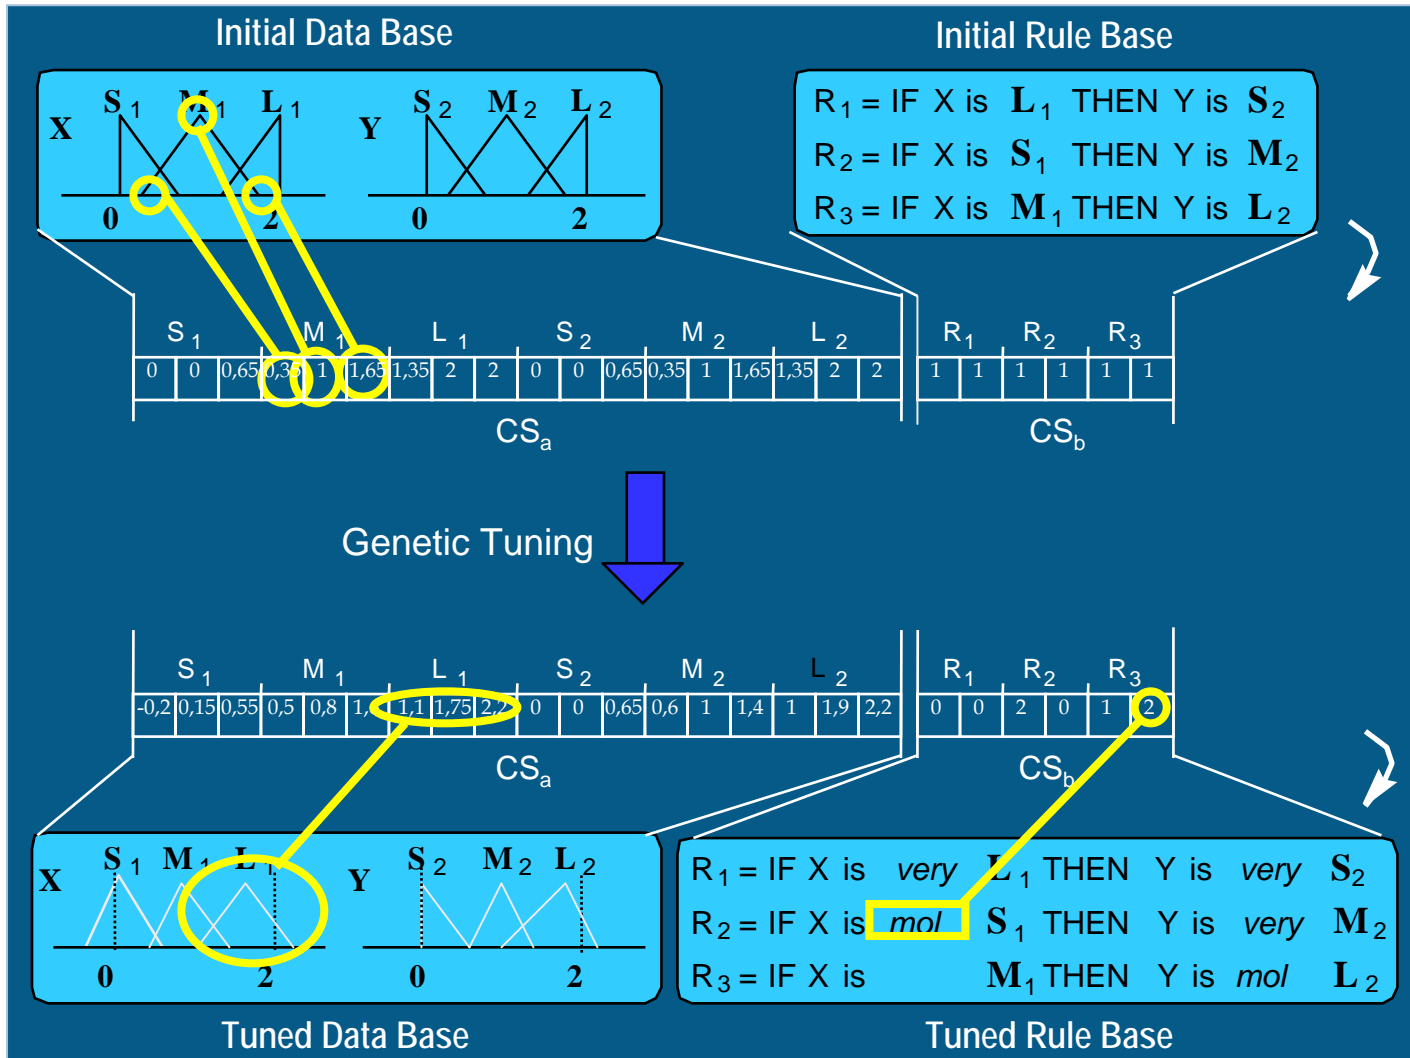 Initial Data Base
Initial Rule Base
X S1 M1 L1 Y S2 M2 L2
0 2 0 2
R1 = IF X is L1 THEN Y is S2
R2 = IF X is S1 THEN Y is M2
R3 = IF X is M1 THEN Y is L2
S1 M1 L1 S2 M2 L2 R1 R2 R3
0 0 0,65 0,35 1 1,65 1,35 2 2 0 0 0,65 0,35 1 1,65 1,35 2 2 1 1 1 1 1 1
CSa CSb
Genetic Tuning
S1 M1 L1 S2 M2 L2 R1 R2 R3
-0,2 0,15 0,55 0,5 0,8 1,1 1,75 2,2 0 0 0,65 0,6 1 1,4 1 1,9 2,2 0 0 2 0 1 2
CSa CSb
X S1 M1 L1 Y S2 M2 L2
0 2 0 2
R1 = IF X is very L1 THEN Y is very S2
R2 = IF X is mol S1 THEN Y is very M2
R3 = IF X is M1 THEN Y is mol L2
Tuned Data Base
Tuned Rule Base